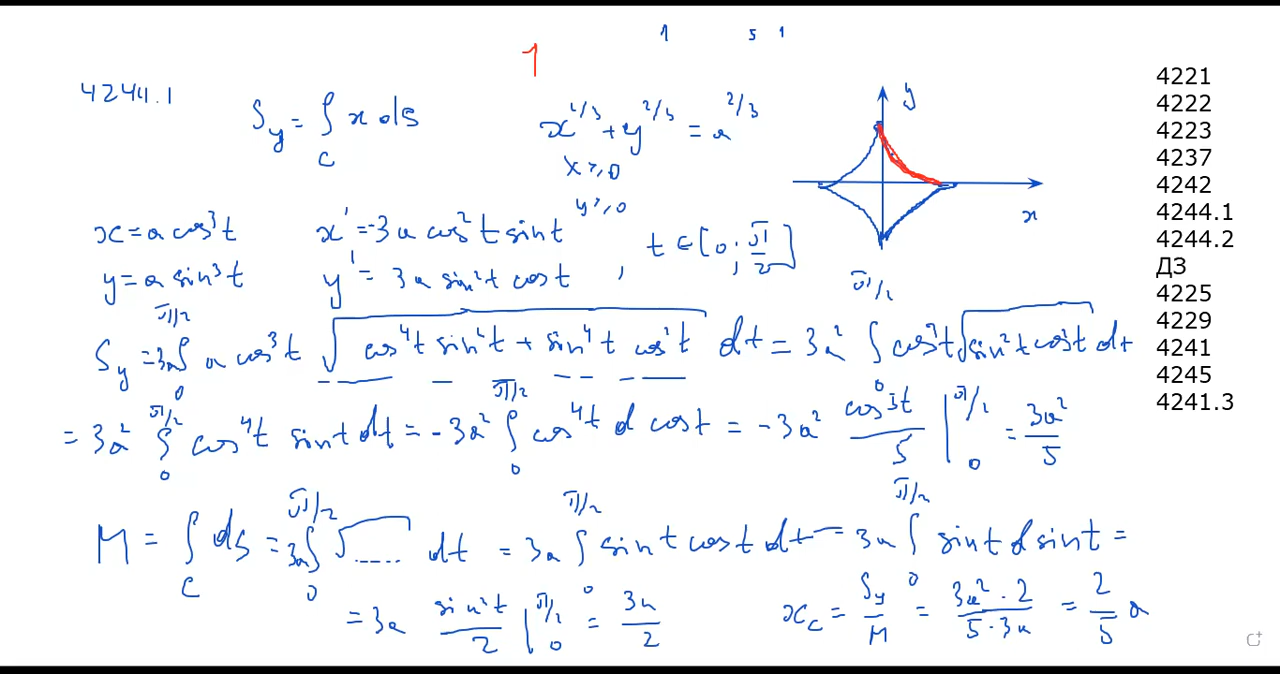 1 5 1
1
4244.1
S_y = ∫_C x ds
x^{2/3} + y^{2/3} = a^{2/3}
x ≥ 0
y ≥ 0
y
x
x = a cos³t x' = -3a cos²t sin t
y = a sin³t y' = 3a sin²t cos t , t ∈ [0; π/2]
S_y = 3a ∫_0^{π/2} a cos³t √(cos⁴t sin²t + sin⁴t cos²t) dt = 3a² ∫_0^{π/2} cos³t √(sin²t cos²t) dt
= 3a² ∫_0^{π/2} cos⁴t sin t dt = -3a² ∫_0^{π/2} cos⁴t d cos t = -3a² cos⁵t/5 |_0^{π/2} = 3a²/5
M = ∫_C ds = 3a ∫_0^{π/2} √..... dt = 3a ∫_0^{π/2} sin t cos t dt = 3a ∫_0^{π/2} sin t d sin t =
= 3a sin²t/2 |_0^{π/2} = 3a/2 x_c = S_y/M = 3a²·2/5·3a = 2/5 a
4221
4222
4223
4237
4242
4244.1
4244.2
ДЗ
4225
4229
4241
4245
4241.3